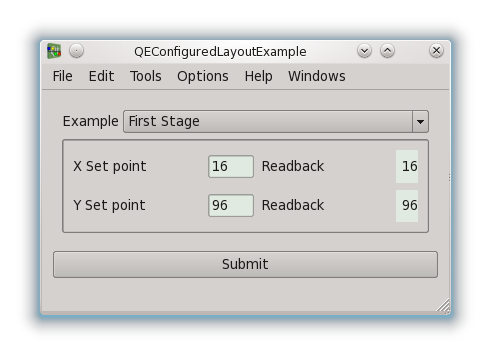 QEConfiguredLayoutExample
File Edit Tools Options Help Windows
Example First Stage
X Set point 16 Readback 16
Y Set point 96 Readback 96
Submit